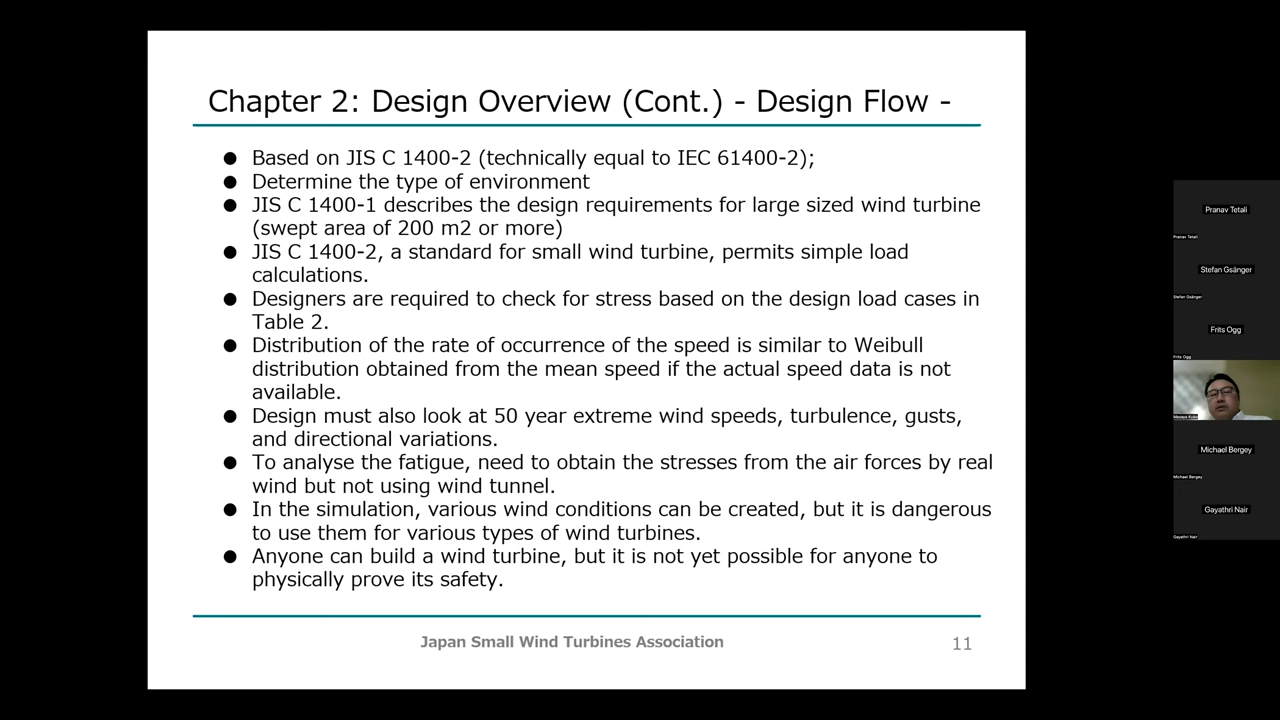 Chapter 2: Design Overview (Cont.) - Design Flow -
● Based on JIS C 1400-2 (technically equal to IEC 61400-2);
● Determine the type of environment
● JIS C 1400-1 describes the design requirements for large sized wind turbine
(swept area of 200 m2 or more)
● JIS C 1400-2, a standard for small wind turbine, permits simple load
calculations.
● Designers are required to check for stress based on the design load cases in
Table 2.
● Distribution of the rate of occurrence of the speed is similar to Weibull
distribution obtained from the mean speed if the actual speed data is not
available.
● Design must also look at 50 year extreme wind speeds, turbulence, gusts,
and directional variations.
● To analyse the fatigue, need to obtain the stresses from the air forces by real
wind but not using wind tunnel.
● In the simulation, various wind conditions can be created, but it is dangerous
to use them for various types of wind turbines.
● Anyone can build a wind turbine, but it is not yet possible for anyone to
physically prove its safety.
Japan Small Wind Turbines Association
11
Pranav Tetali
Pranav Tetali
Stefan Gsänger
Stefan Gsänger
Frits Ogg
Frits Ogg
Michael Bergey
Michael Bergey
Gayathri Nair
Gayathri Nair